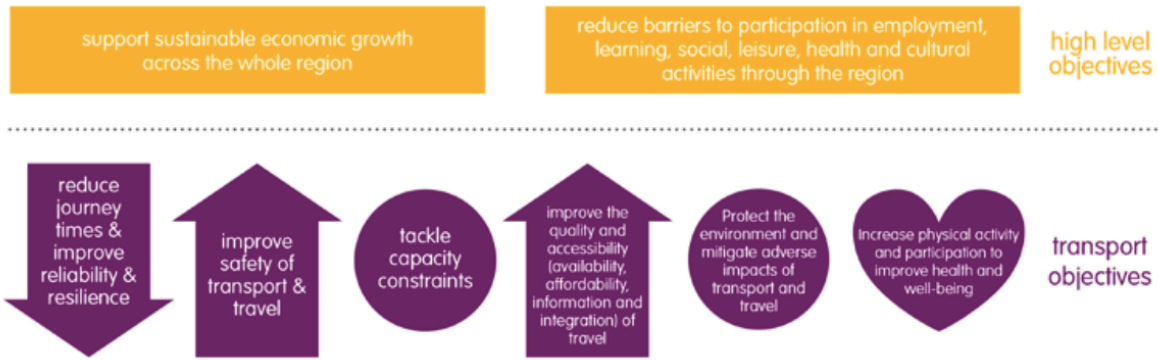 support sustainable economic growth
across the whole region
reduce barriers to participation in employment,
learning, social, leisure, health and cultural
activities through the region
high level
objectives
reduce
journey
times &
improve
reliability &
resilience
improve
safety of
transport &
travel
tackle
capacity
constraints
improve the
quality and
accessibility
(availability,
affordability,
information and
integration) of
travel
Protect the
environment and
mitigate adverse
impacts of
transport and
travel
Increase physical activity
and participation to
improve health and
well-being
transport
objectives